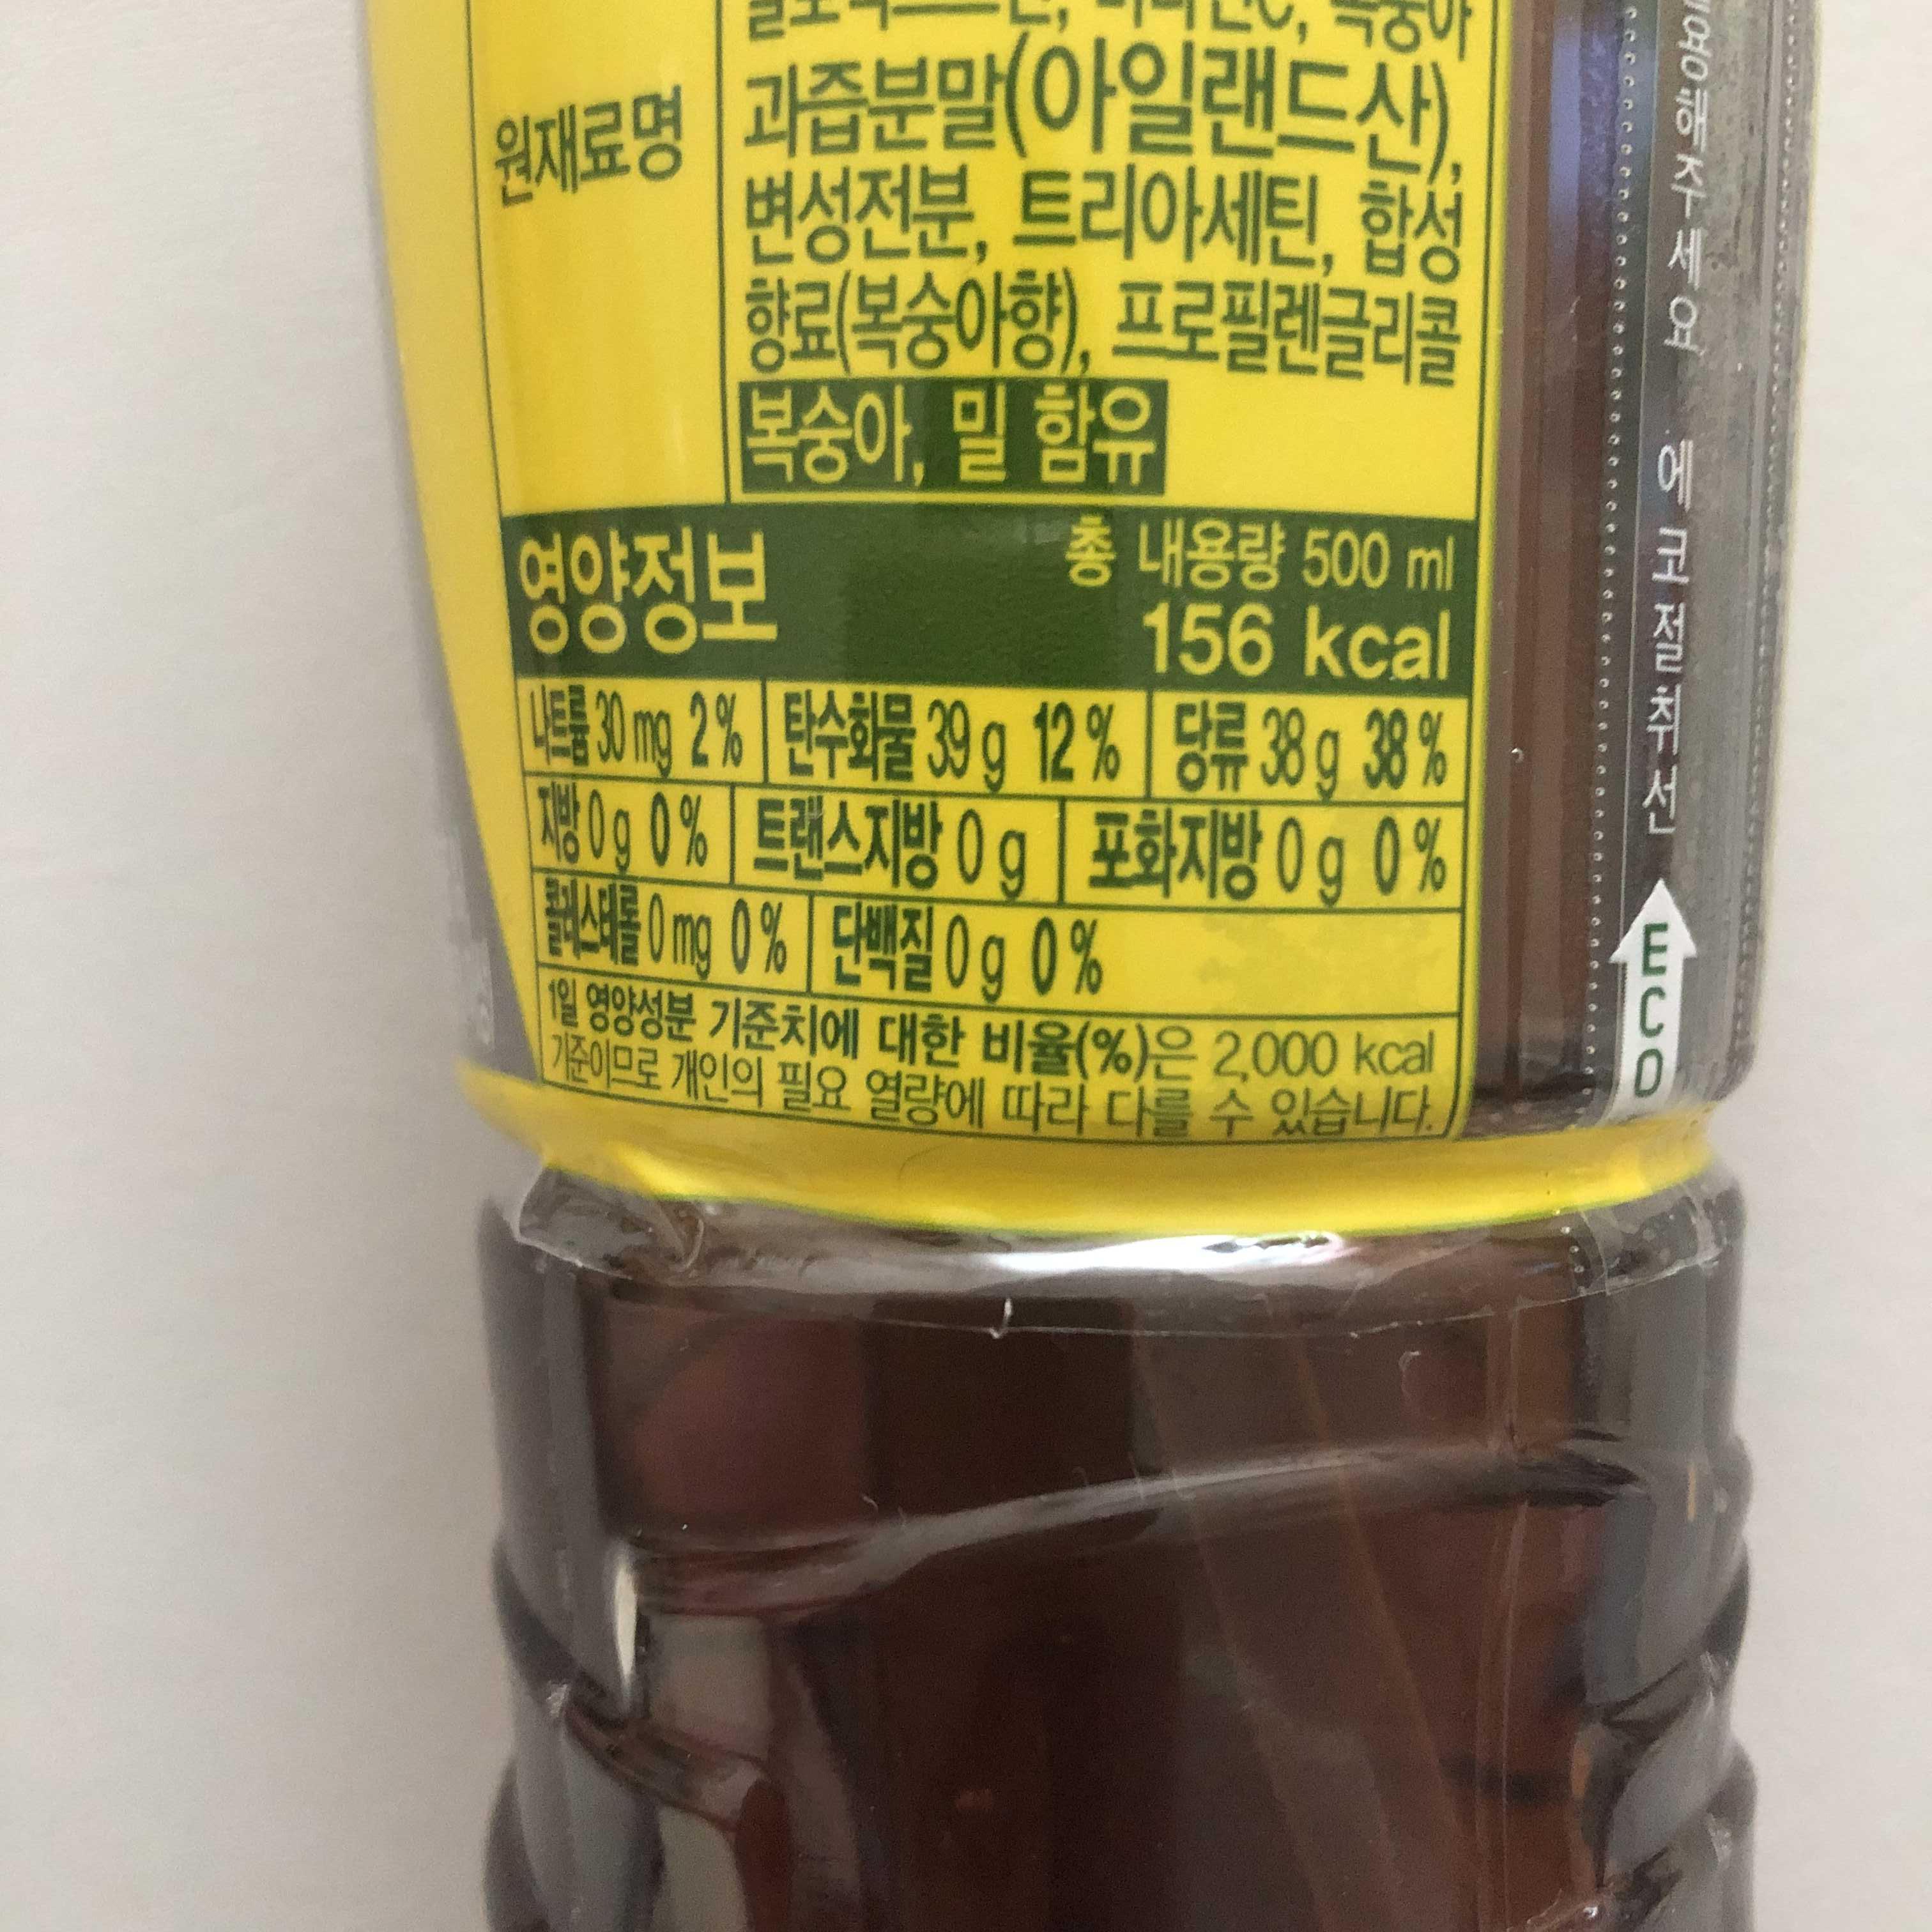 원재료명
과즙분말(아일랜드산),
변성전분, 트리아세틴, 합성
향료(복숭아향), 프로필렌글리콜
복숭아, 밀 함유
영양정보
총 내용량 500 ml
156 kcal
나트륨 30 mg 2 % 탄수화물 39 g 12 % 당류 38 g 38 %
지방 0 g 0 % 트랜스지방 0 g 포화지방 0 g 0 %
콜레스테롤 0 mg 0 % 단백질 0 g 0 %
1일 영양성분 기준치에 대한 비율(%)은 2,000 kcal
기준이므로 개인의 필요 열량에 따라 다를 수 있습니다.
해주세요 에코절취선
ECO